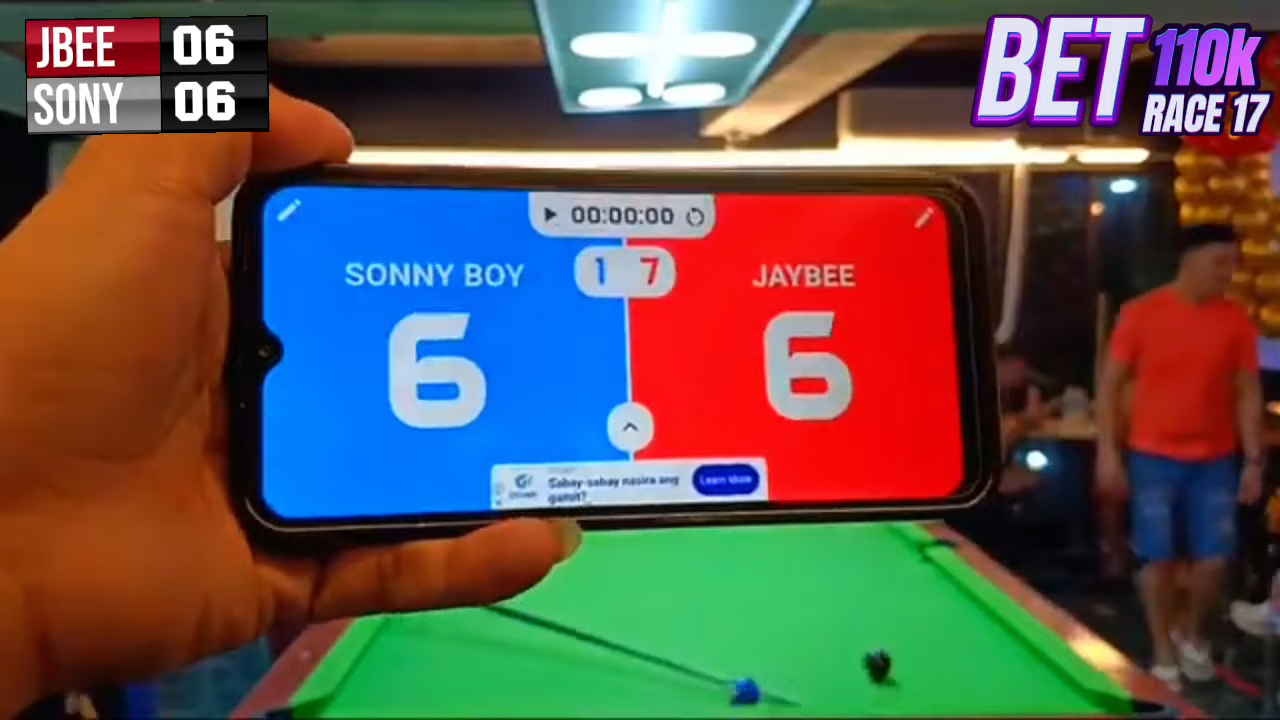 JBEE 06
SONY 06
BET 110K
RACE 17
00:00:00
SONNY BOY
1 7
JAYBEE
6
6
Sabay-sabay nasira ang
gamit?
Learn More